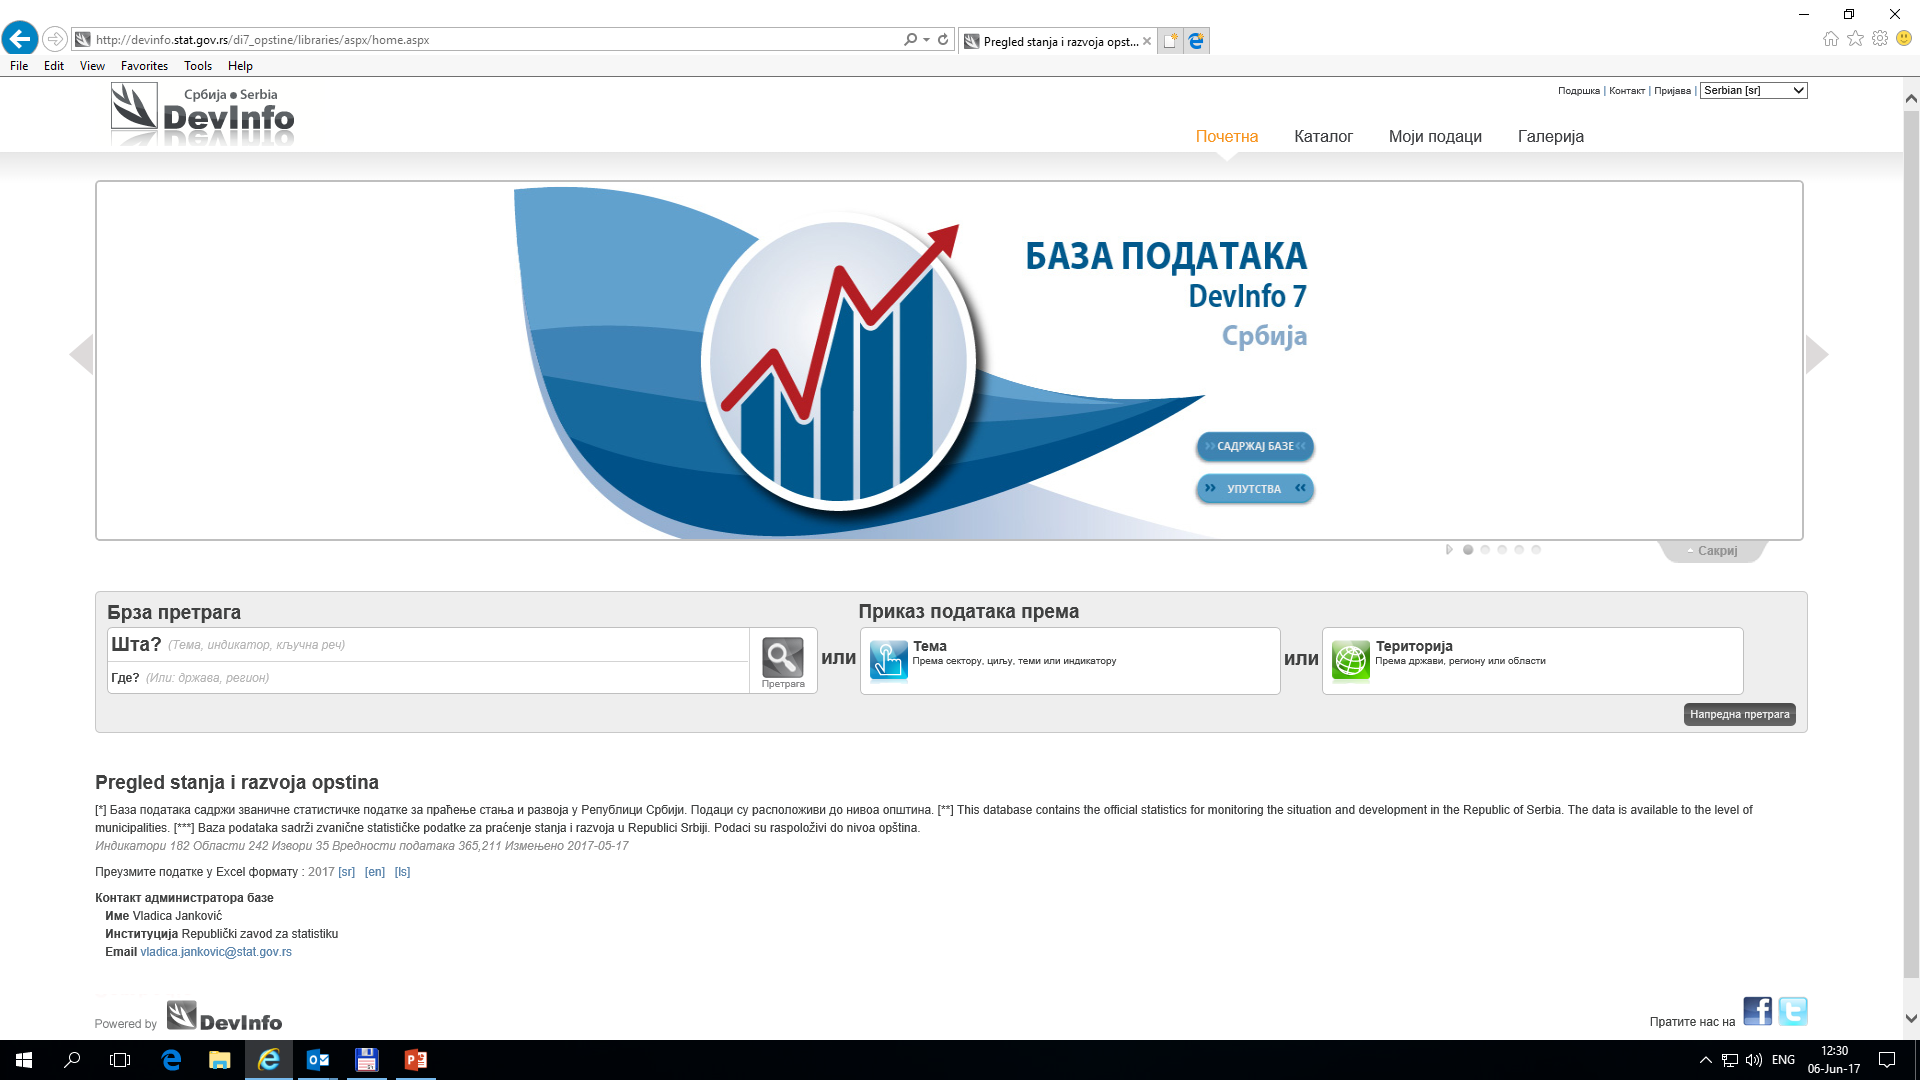 http://devinfo.stat.gov.rs/di7_opstine/libraries/aspx/home.aspx
Pregled stanja i razvoja opst...
File Edit View Favorites Tools Help
Србија • Serbia
DevInfo
Подршка | Контакт | Пријава | Serbian [sr]
Почетна Каталог Моји подаци Галерија
БАЗА ПОДАТАКА
DevInfo 7
Србија
САДРЖАЈ БАЗЕ
УПУТСТВА
Сакриј
Брза претрага
Шта? (Тема, индикатор, кључна реч)
Где? (Или: држава, регион)
Претрага
или
Приказ података према
Тема
Према сектору, циљу, теми или индикатору
или
Територија
Према држави, региону или области
Напредна претрага
Pregled stanja i razvoja opstina
[*] База података садржи званичне статистичке податке за праћење стања и развоја у Републици Србији. Подаци су расположиви до нивоа општина. [**] This database contains the official statistics for monitoring the situation and development in the Republic of Serbia. The data is available to the level of
municipalities. [***] Baza podataka sadrži zvanične statističke podatke za praćenje stanja i razvoja u Republici Srbiji. Podaci su raspoloživi do nivoa opština.
Индикатори 182 Области 242 Извори 35 Вредности података 365,211 Измењено 2017-05-17
Преузмите податке у Excel формату : 2017 [sr] [en] [ls]
Контакт администратора базе
Име Vladica Janković
Институција Republički zavod za statistiku
Email vladica.jankovic@stat.gov.rs
Powered by DevInfo
Пратите нас на
ENG
12:30
06-Jun-17